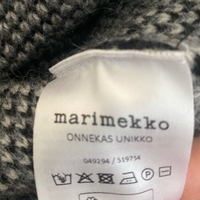 marimekko
ONNEKAS UNIKKO
049294 / 519754